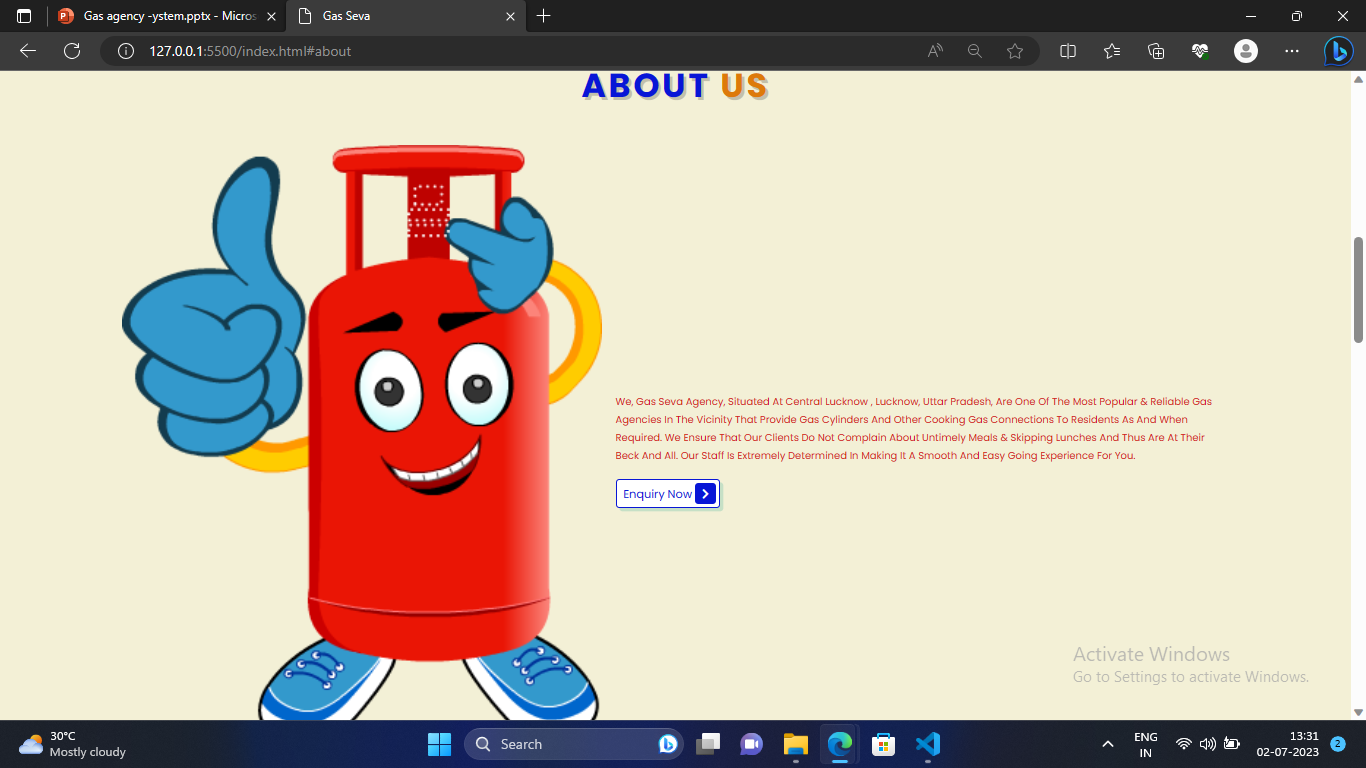 Gas agency -ystem.pptx - Micros
Gas Seva
127.0.0.1:5500/index.html#about
ABOUT US
We, Gas Seva Agency, Situated At Central Lucknow , Lucknow, Uttar Pradesh, Are One Of The Most Popular & Reliable Gas
Agencies In The Vicinity That Provide Gas Cylinders And Other Cooking Gas Connections To Residents As And When
Required. We Ensure That Our Clients Do Not Complain About Untimely Meals & Skipping Lunches And Thus Are At Their
Beck And All. Our Staff Is Extremely Determined In Making It A Smooth And Easy Going Experience For You.
Enquiry Now
Activate Windows
Go to Settings to activate Windows.
30°C
Mostly cloudy
Search
ENG
IN
13:31
02-07-2023
2